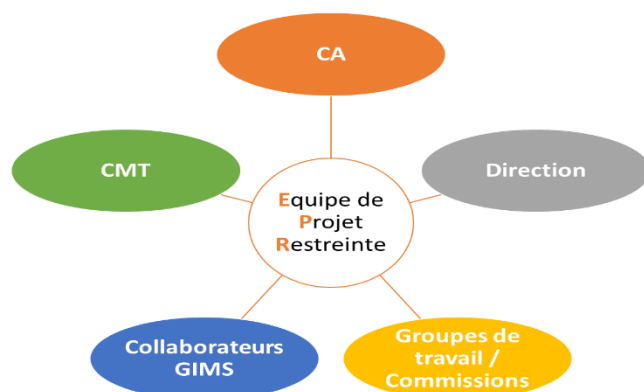 CA
CMT
Direction
Equipe de
Projet
Restreinte
Collaborateurs
GIMS
Groupes de
travail /
Commissions